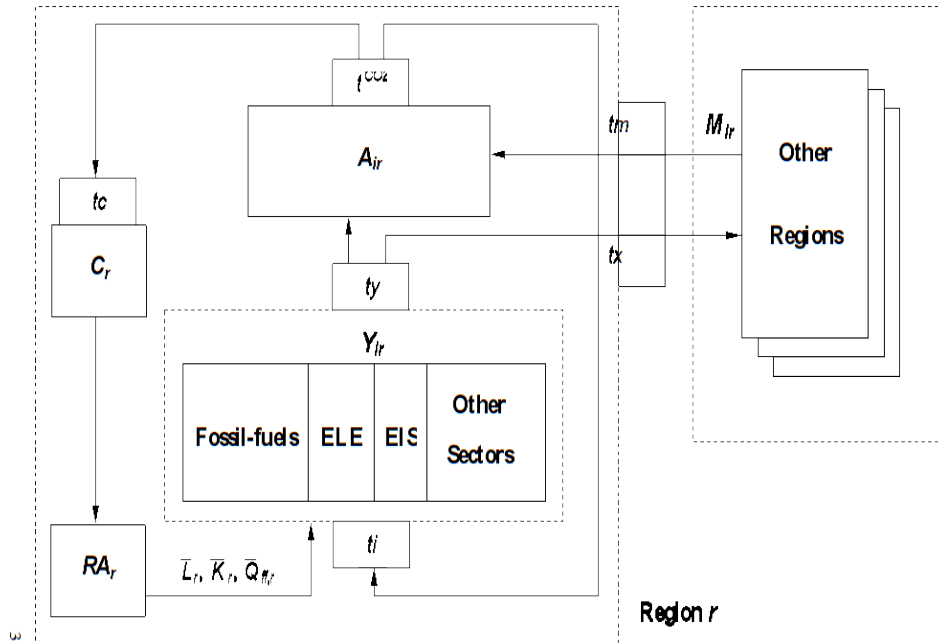 t^CO2
A_ir
tm
M_ir
Other
Regions
tc
C_r
tx
ty
Y_ir
Fossil-fuels
ELE
EIS
Other
Sectors
RA_r
L̅_r, K̅_r, Q̅_ff,r
ti
Region r
3